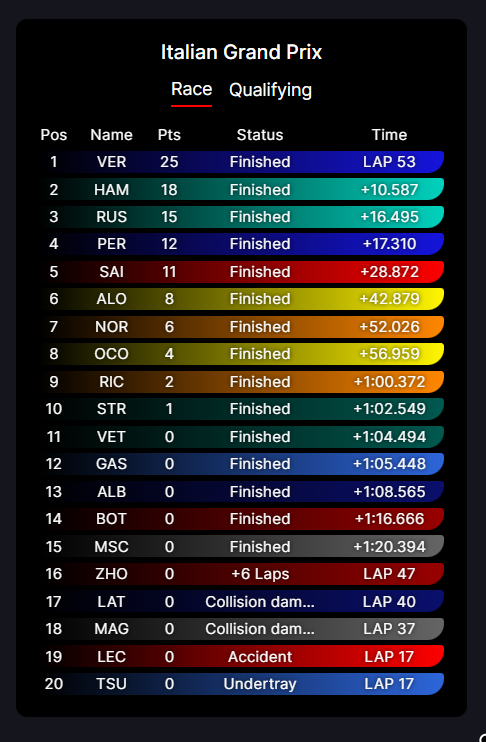 Italian Grand Prix
Race Qualifying
Pos Name Pts Status Time
1 VER 25 Finished LAP 53
2 HAM 18 Finished +10.587
3 RUS 15 Finished +16.495
4 PER 12 Finished +17.310
5 SAI 11 Finished +28.872
6 ALO 8 Finished +42.879
7 NOR 6 Finished +52.026
8 OCO 4 Finished +56.959
9 RIC 2 Finished +1:00.372
10 STR 1 Finished +1:02.549
11 VET 0 Finished +1:04.494
12 GAS 0 Finished +1:05.448
13 ALB 0 Finished +1:08.565
14 BOT 0 Finished +1:16.666
15 MSC 0 Finished +1:20.394
16 ZHO 0 +6 Laps LAP 47
17 LAT 0 Collision dam... LAP 40
18 MAG 0 Collision dam... LAP 37
19 LEC 0 Accident LAP 17
20 TSU 0 Undertray LAP 17